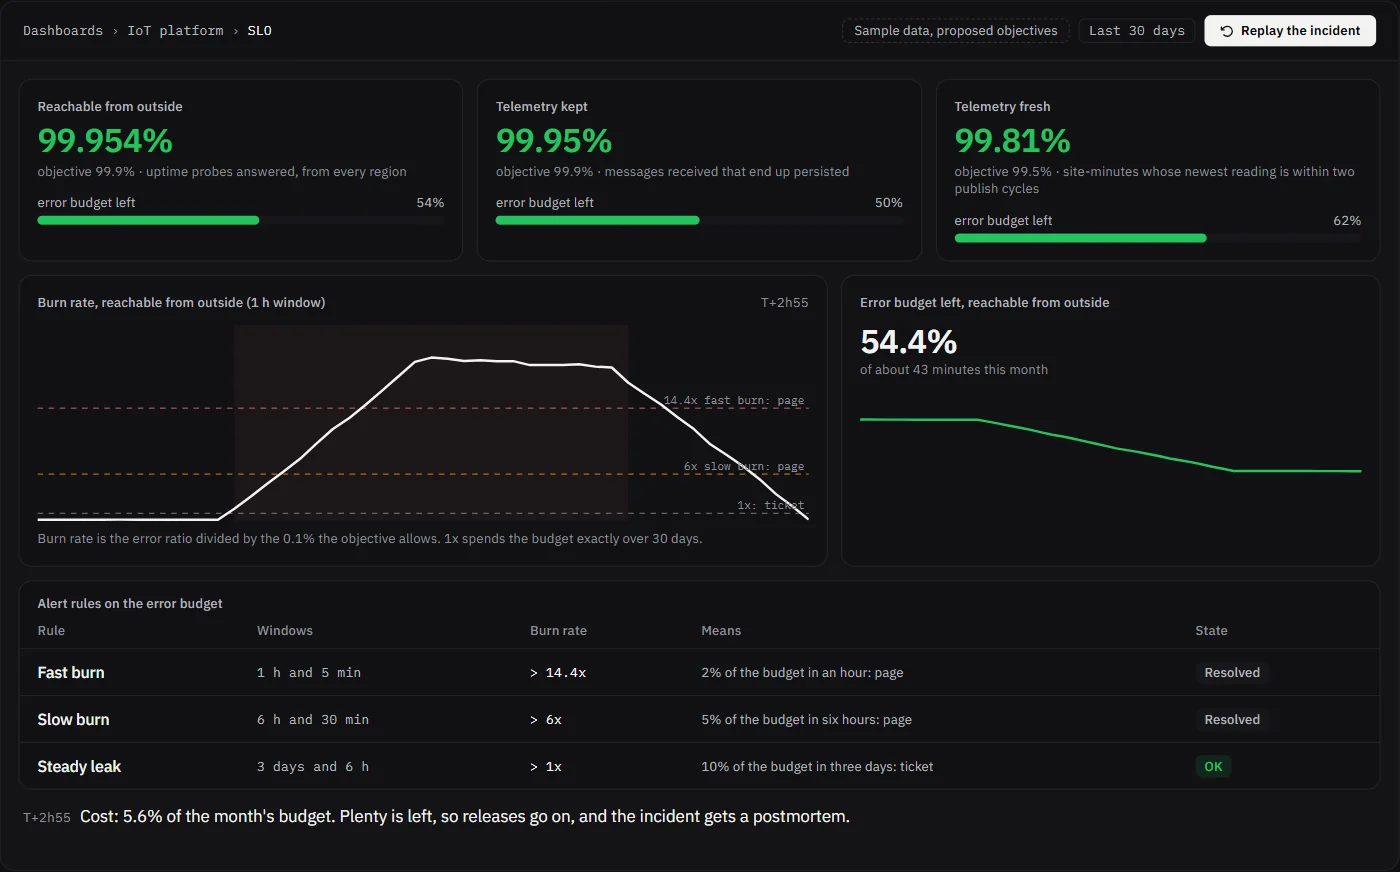 Dashboards › IoT platform › SLO
Sample data, proposed objectives
Last 30 days
Replay the incident
Reachable from outside
99.954%
objective 99.9% · uptime probes answered, from every region
error budget left 54%
Telemetry kept
99.95%
objective 99.9% · messages received that end up persisted
error budget left 50%
Telemetry fresh
99.81%
objective 99.5% · site-minutes whose newest reading is within two
publish cycles
error budget left 62%
Burn rate, reachable from outside (1 h window) T+2h55
14.4x fast burn: page
6x slow burn: page
1x: ticket
Burn rate is the error ratio divided by the 0.1% the objective allows. 1x spends the budget exactly over 30 days.
Error budget left, reachable from outside
54.4%
of about 43 minutes this month
Alert rules on the error budget
Rule Windows Burn rate Means State
Fast burn 1 h and 5 min > 14.4x 2% of the budget in an hour: page Resolved
Slow burn 6 h and 30 min > 6x 5% of the budget in six hours: page Resolved
Steady leak 3 days and 6 h > 1x 10% of the budget in three days: ticket OK
T+2h55 Cost: 5.6% of the month's budget. Plenty is left, so releases go on, and the incident gets a postmortem.